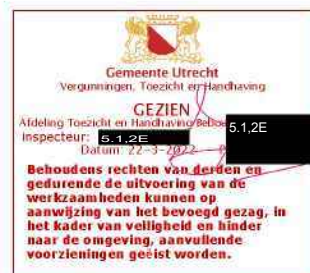 Gemeente Utrecht
Vergunningen, Toezicht en Handhaving
GEZIEN
Afdeling Toezicht en Handhaving
Inspecteur: 5.1,2E
5.1,2E
Datum: 22-3-2022
Behoudens rechten van derden en
gedurende de uitvoering van de
werkzaamheden kunnen op
aanwijzing van het bevoegd gezag, in
het kader van veiligheid en hinder
naar de omgeving, aanvullende
voorzieningen geëist worden.